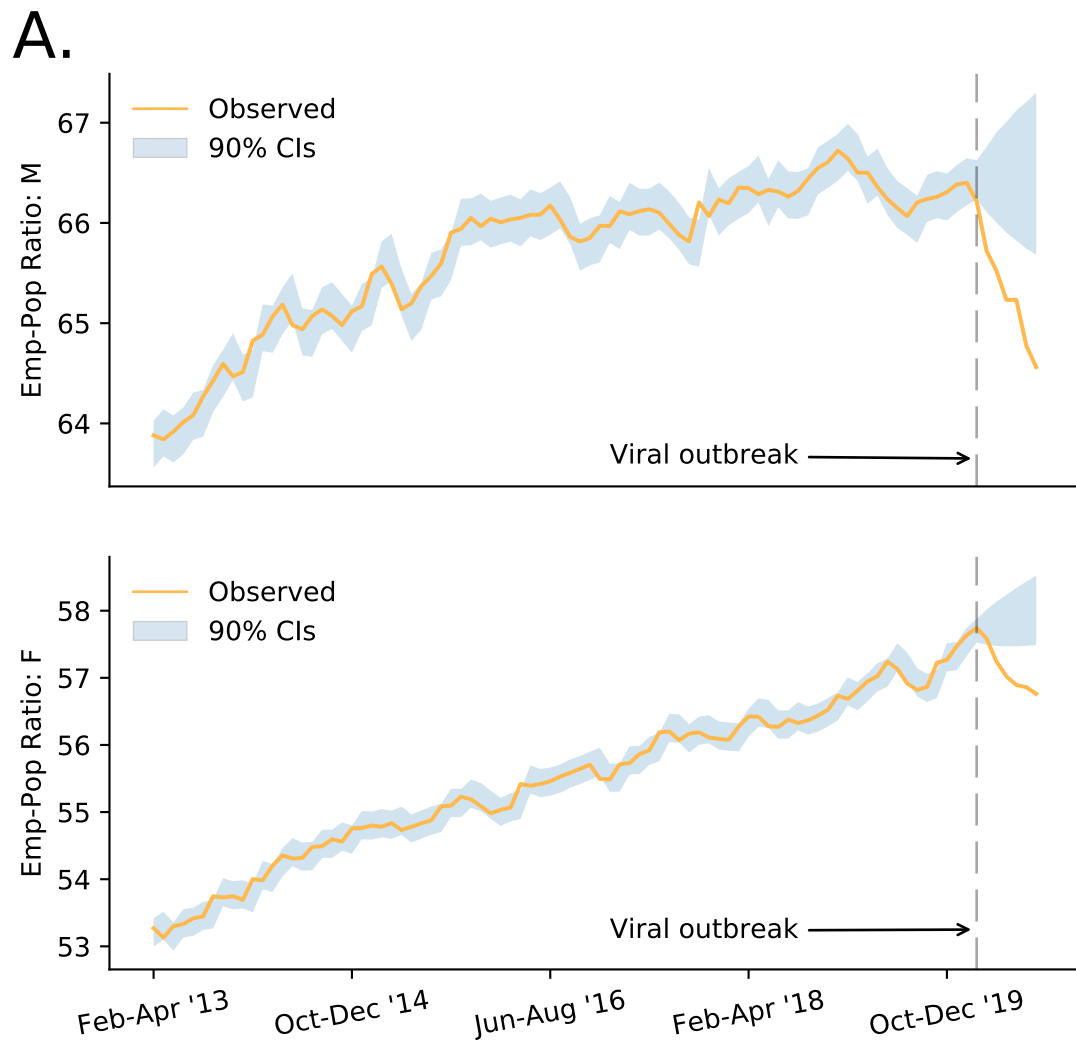 A.
Emp-Pop Ratio: M
67
66
65
64
Observed
90% CIs
Viral outbreak
Emp-Pop Ratio: F
58
57
56
55
54
53
Observed
90% CIs
Viral outbreak
Feb-Apr '13
Oct-Dec '14
Jun-Aug '16
Feb-Apr '18
Oct-Dec '19